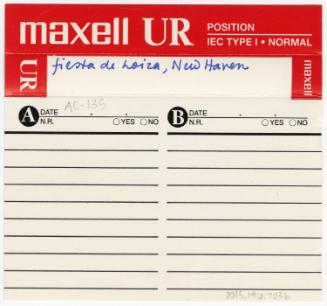 maxell UR POSITION
IEC TYPE I • NORMAL
UR fiesta de Loiza, New Haven maxell
A DATE AC-135 . .
N.R. ○YES ○NO
B DATE . .
N.R. ○YES ○NO
2015.196.703b